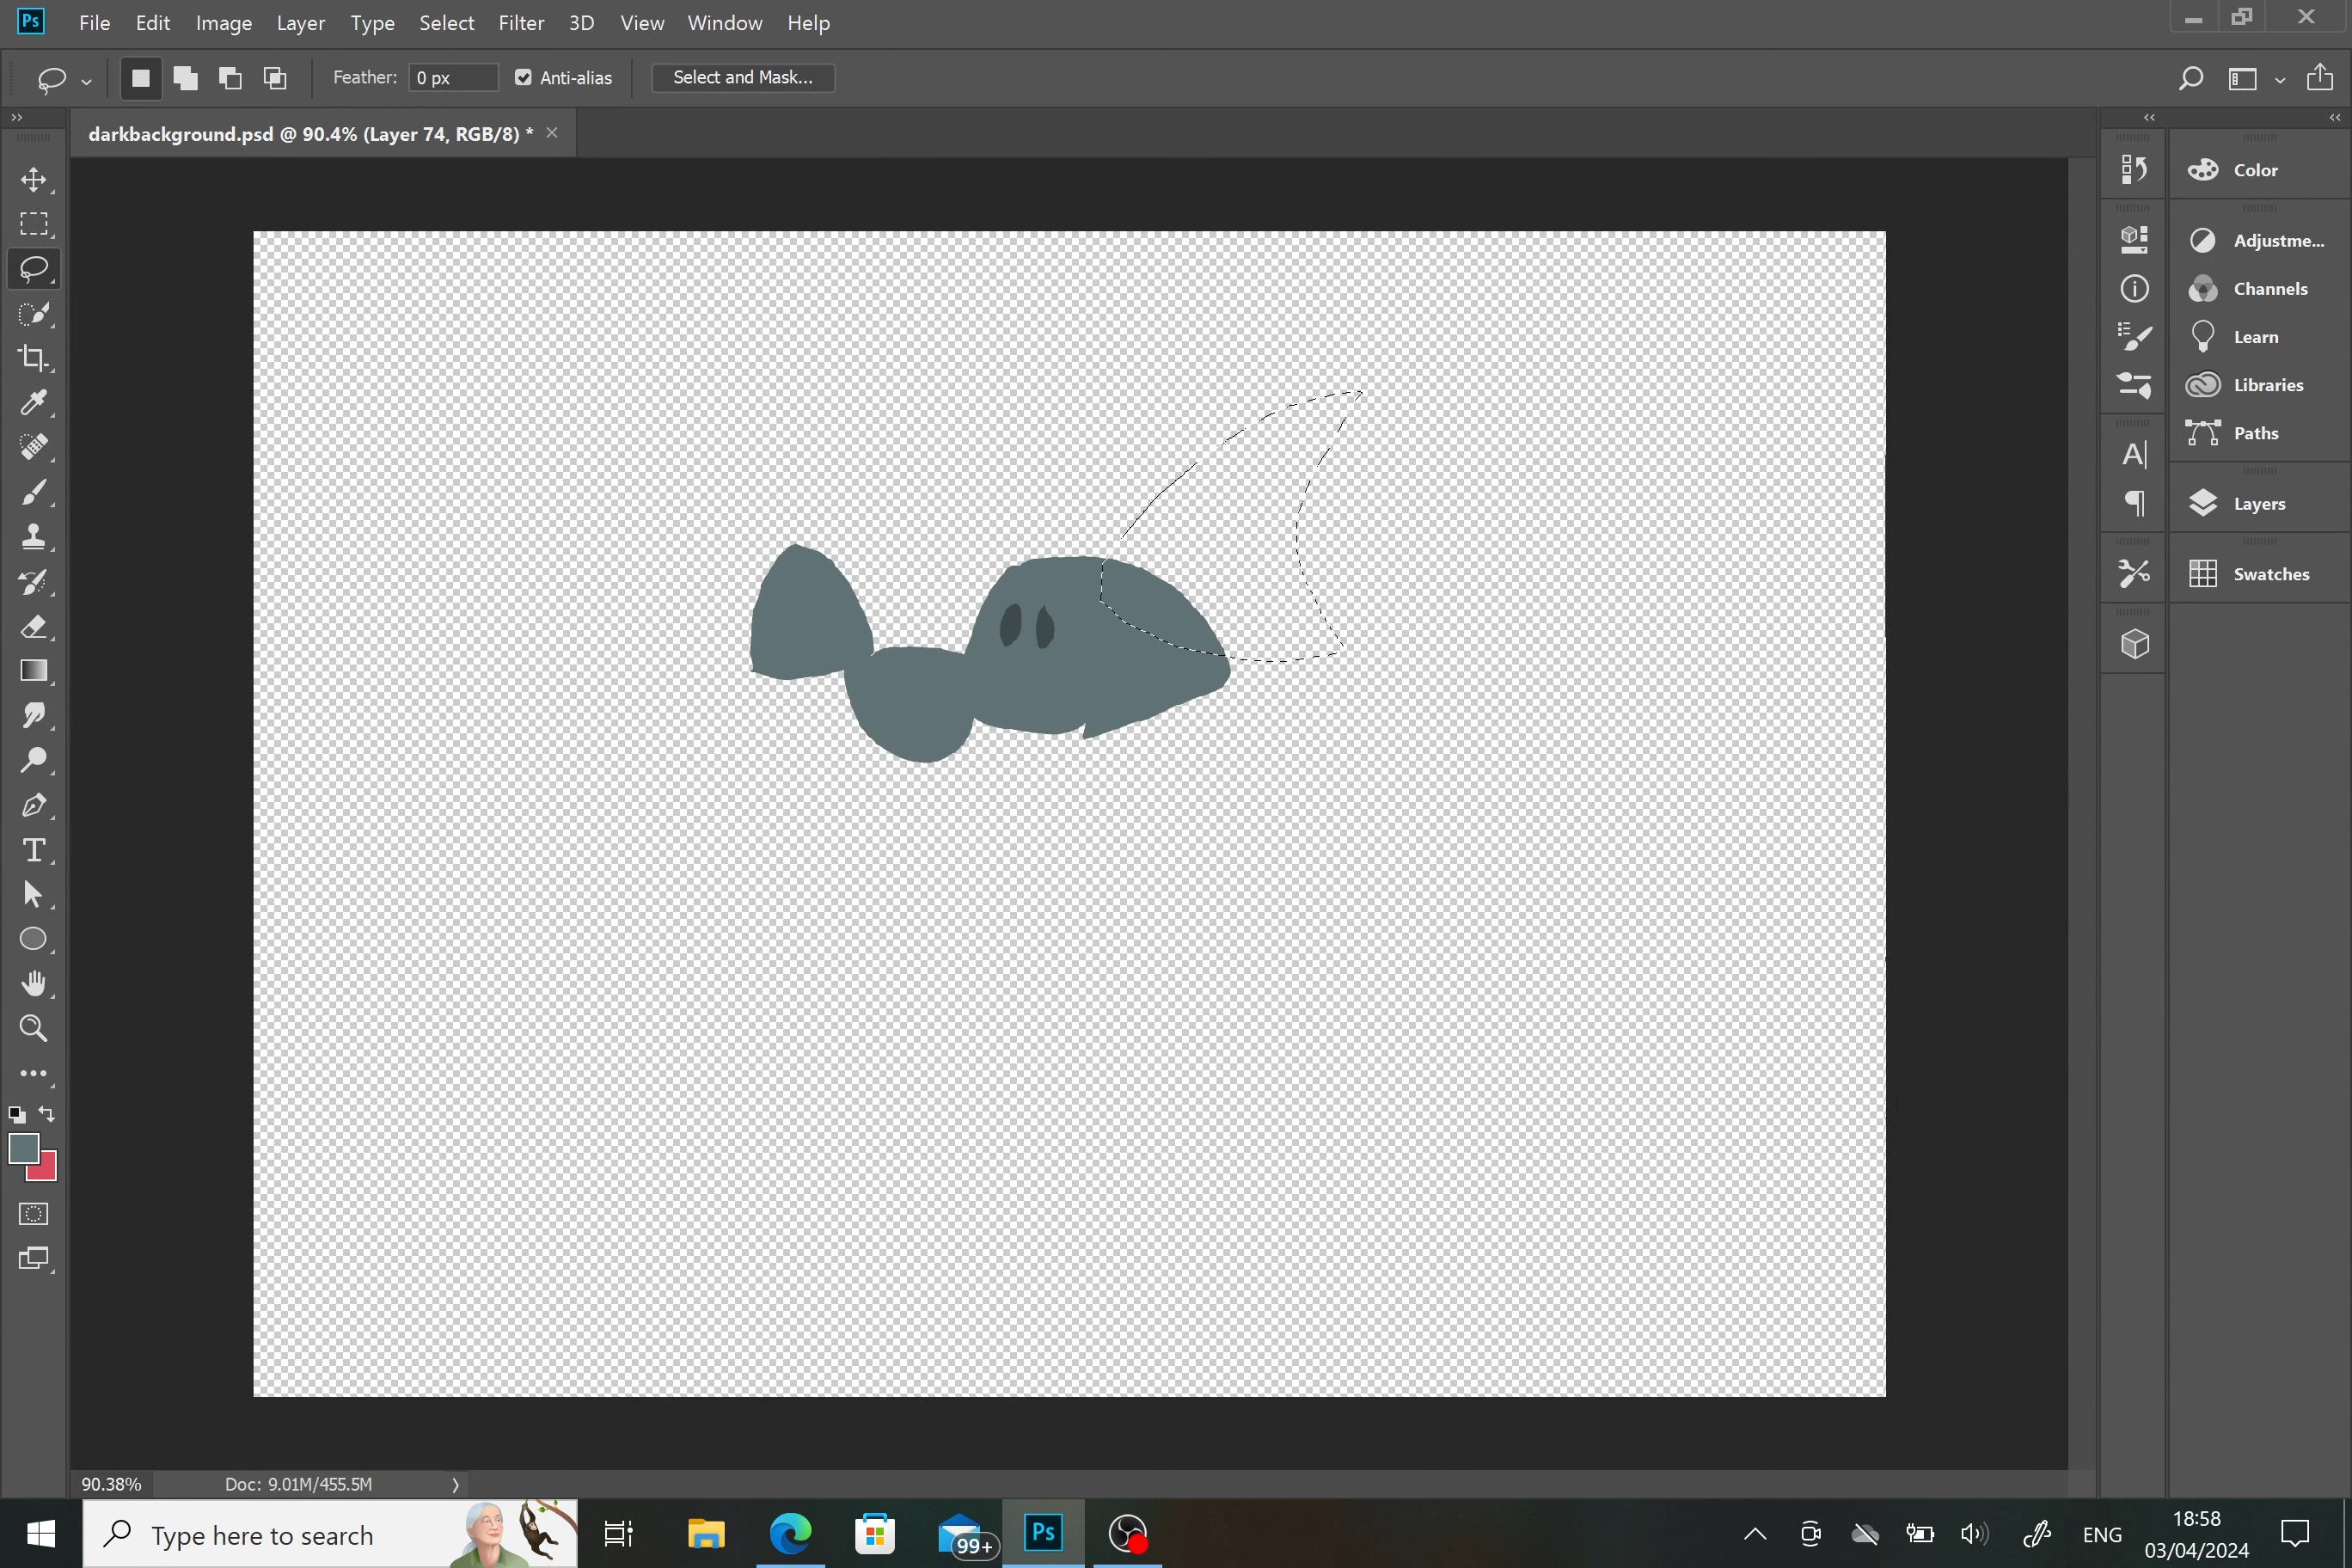 Ps File Edit Image Layer Type Select Filter 3D View Window Help
Feather: 0 px Anti-alias Select and Mask...
darkbackground.psd @ 90.4% (Layer 74, RGB/8) *
Color
Adjustme...
Channels
Learn
Libraries
Paths
Layers
Swatches
90.38% Doc: 9.01M/455.5M
Type here to search
99+
Ps
ENG
18:58
03/04/2024